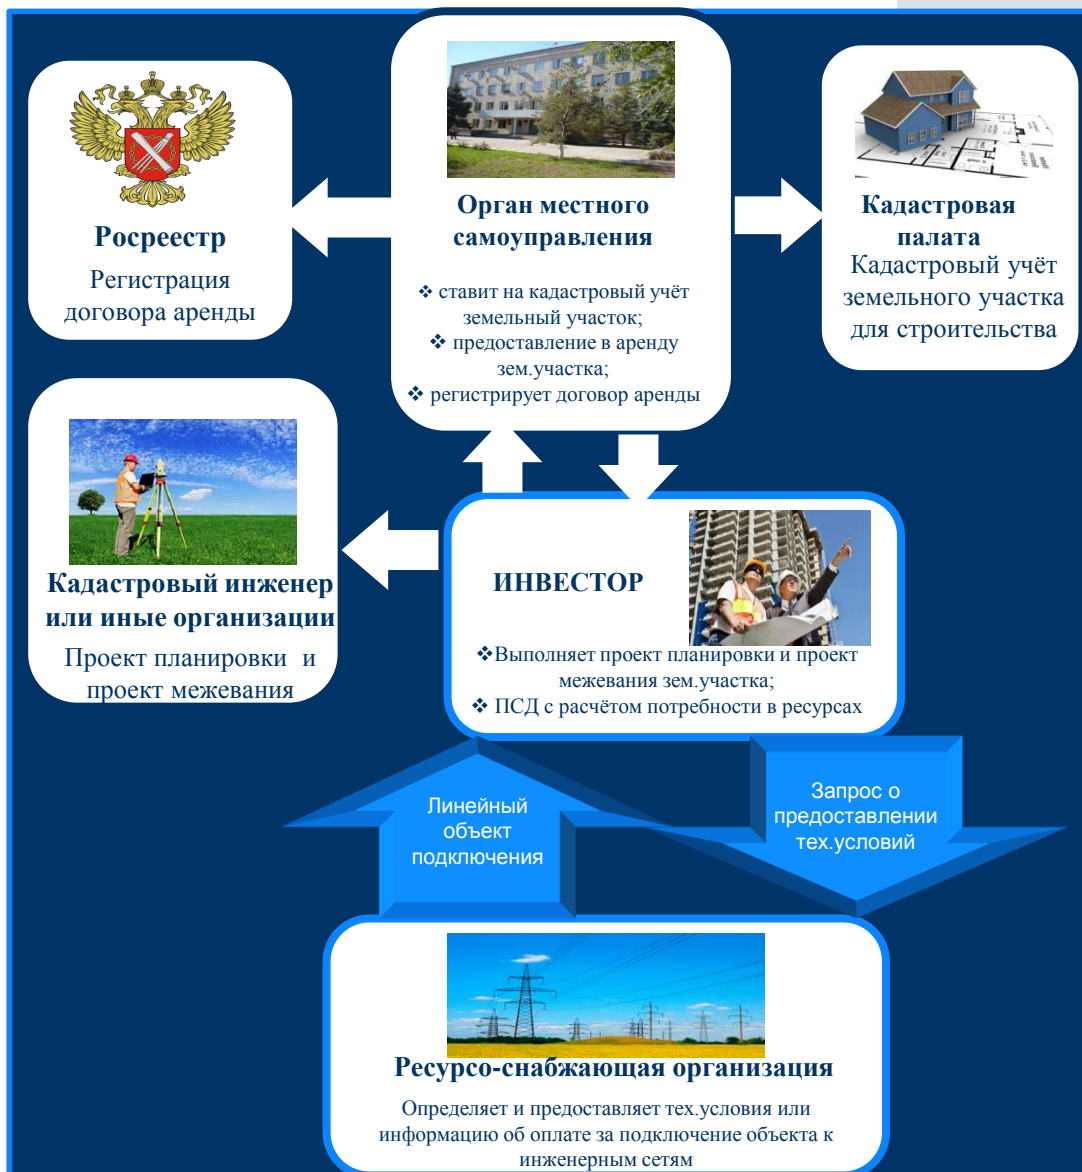 Росреестр
Регистрация
договора аренды
Орган местного
самоуправления
❖ ставит на кадастровый учёт
земельный участок;
❖ предоставление в аренду
зем.участка;
❖ регистрирует договор аренды
Кадастровая
палата
Кадастровый учёт
земельного участка
для строительства
Кадастровый инженер
или иные организации
Проект планировки и
проект межевания
ИНВЕСТОР
❖Выполняет проект планировки и проект
межевания зем.участка;
❖ ПСД с расчётом потребности в ресурсах
Линейный
объект
подключения
Запрос о
предоставлении
тех.условий
Ресурсо-снабжающая организация
Определяет и предоставляет тех.условия или
информацию об оплате за подключение объекта к
инженерным сетям